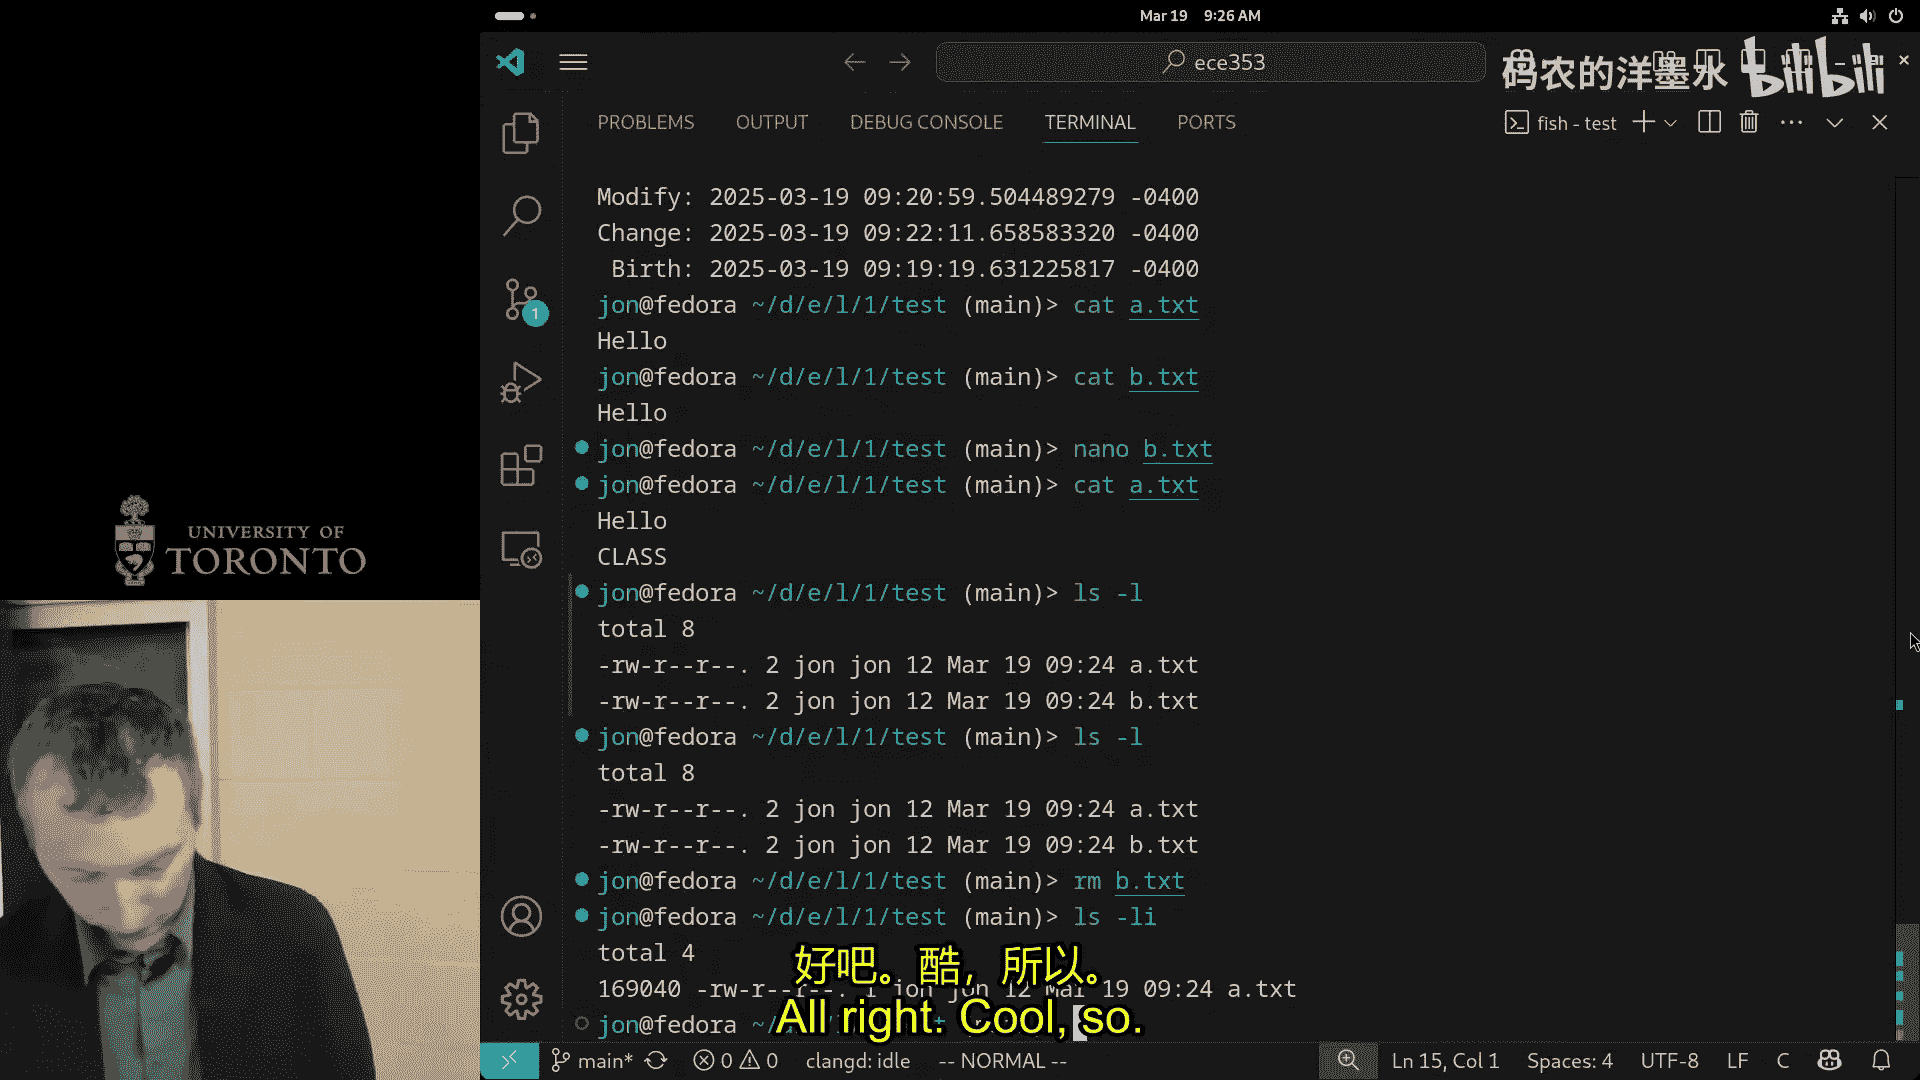 Mar 19 9:26 AM
ece353
码农的洋墨水 bilibili
PROBLEMS OUTPUT DEBUG CONSOLE TERMINAL PORTS
fish - test
Modify: 2025-03-19 09:20:59.504489279 -0400
Change: 2025-03-19 09:22:11.658583320 -0400
Birth: 2025-03-19 09:19:19.631225817 -0400
jon@fedora ~/d/e/l/1/test (main)> cat a.txt
Hello
jon@fedora ~/d/e/l/1/test (main)> cat b.txt
Hello
jon@fedora ~/d/e/l/1/test (main)> nano b.txt
jon@fedora ~/d/e/l/1/test (main)> cat a.txt
Hello
CLASS
jon@fedora ~/d/e/l/1/test (main)> ls -l
total 8
-rw-r--r--. 2 jon jon 12 Mar 19 09:24 a.txt
-rw-r--r--. 2 jon jon 12 Mar 19 09:24 b.txt
jon@fedora ~/d/e/l/1/test (main)> ls -l
total 8
-rw-r--r--. 2 jon jon 12 Mar 19 09:24 a.txt
-rw-r--r--. 2 jon jon 12 Mar 19 09:24 b.txt
jon@fedora ~/d/e/l/1/test (main)> rm b.txt
jon@fedora ~/d/e/l/1/test (main)> ls -li
total 4
169040 -rw-r--r--. 1 jon jon 12 Mar 19 09:24 a.txt
jon@fedora
好吧。酷，所以。
All right. Cool, so.
1
UNIVERSITY OF
TORONTO
main* 0 0 clangd: idle -- NORMAL -- Ln 15, Col 1 Spaces: 4 UTF-8 LF C